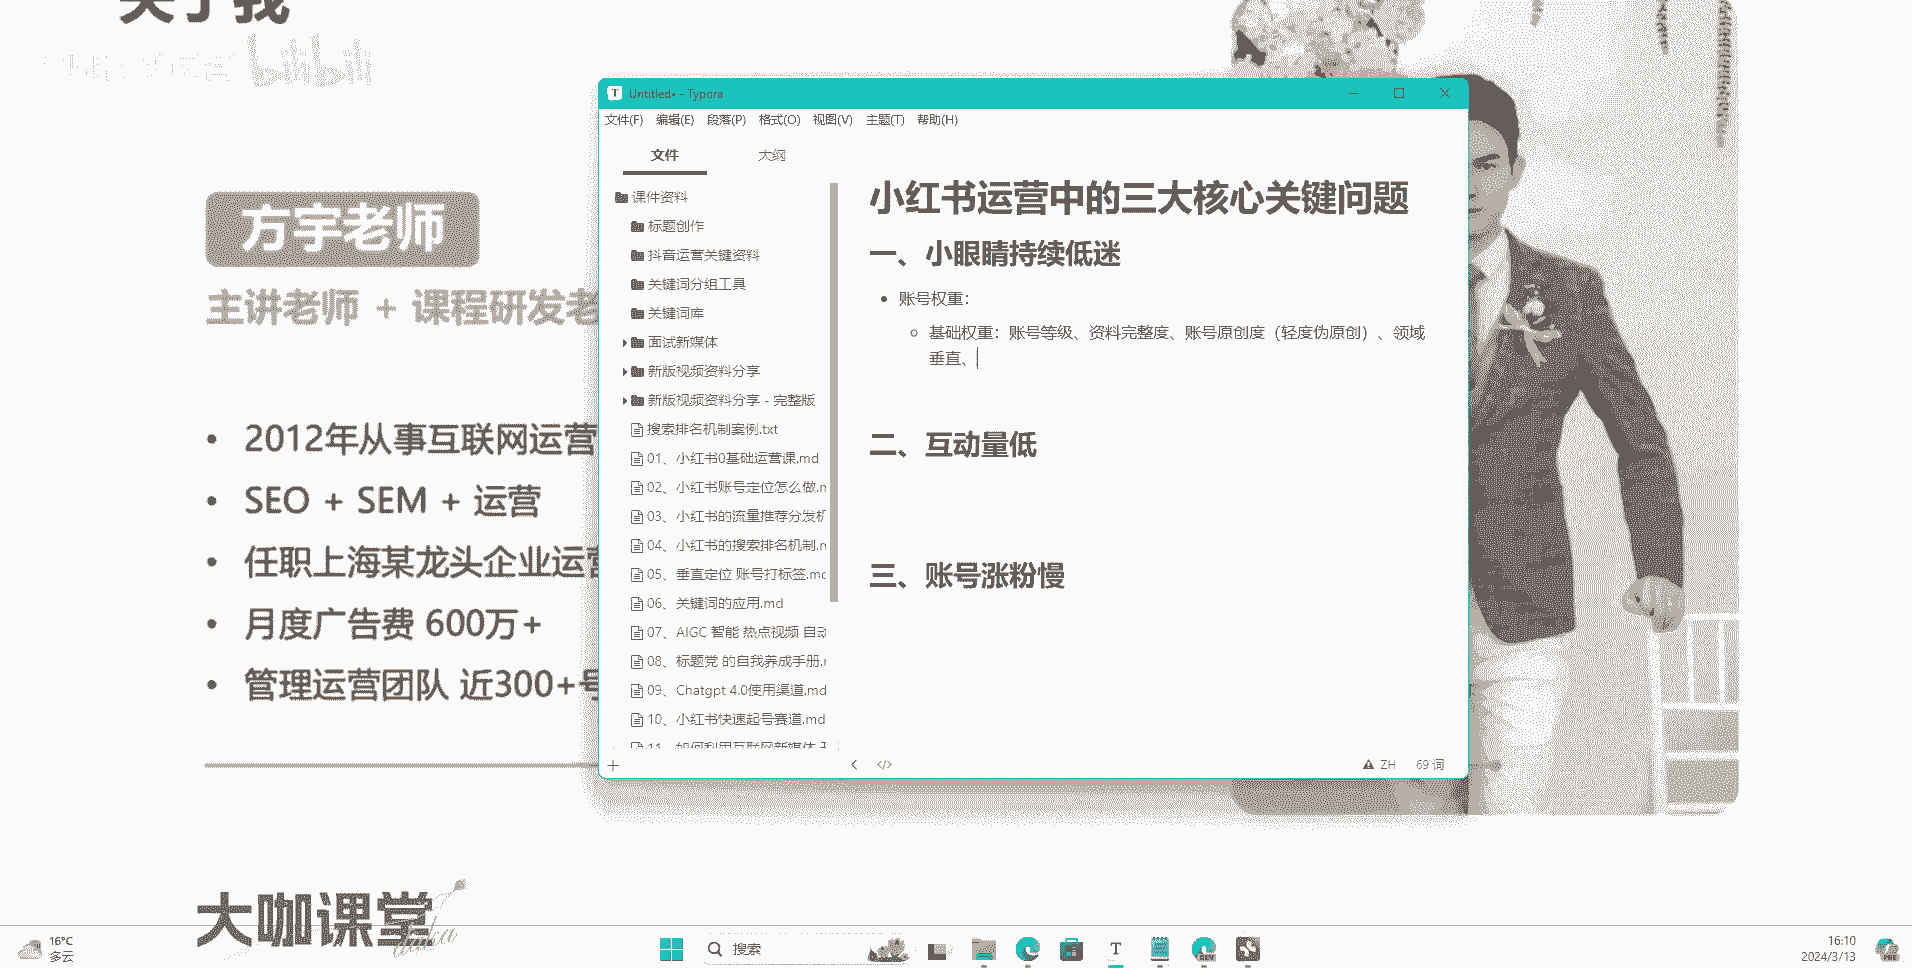 关于我
bilibili
方宇老师
主讲老师 + 课程研发老
2012年从事互联网运营
SEO + SEM + 运营
任职上海某龙头企业运营
月度广告费 600万+
管理运营团队 近300+号
大咖课堂
Untitled• - Typora
文件(F) 编辑(E) 段落(P) 格式(O) 视图(V) 主题(T) 帮助(H)
文件 大纲
课件资料
标题创作
抖音运营关键资料
关键词分组工具
关键词库
面试新媒体
新版视频资料分享
新版视频资料分享 - 完整版
搜索排名机制案例.txt
01、小红书0基础运营课.md
02、小红书账号定位怎么做.m
03、小红书的流量推荐分发机
04、小红书的搜索排名机制.m
05、垂直定位 账号打标签.md
06、关键词的应用.md
07、AIGC 智能 热点视频 自动
08、标题党 的自我养成手册.m
09、Chatgpt 4.0使用渠道.md
10、小红书快速起号赛道.md
11、如何利用互联网新媒体
小红书运营中的三大核心关键问题
一、小眼睛持续低迷
账号权重：
基础权重：账号等级、资料完整度、账号原创度（轻度伪原创）、领域
垂直、
二、互动量低
三、账号涨粉慢
ZH 69 词
16°C
多云
搜索
16:10
2024/3/13